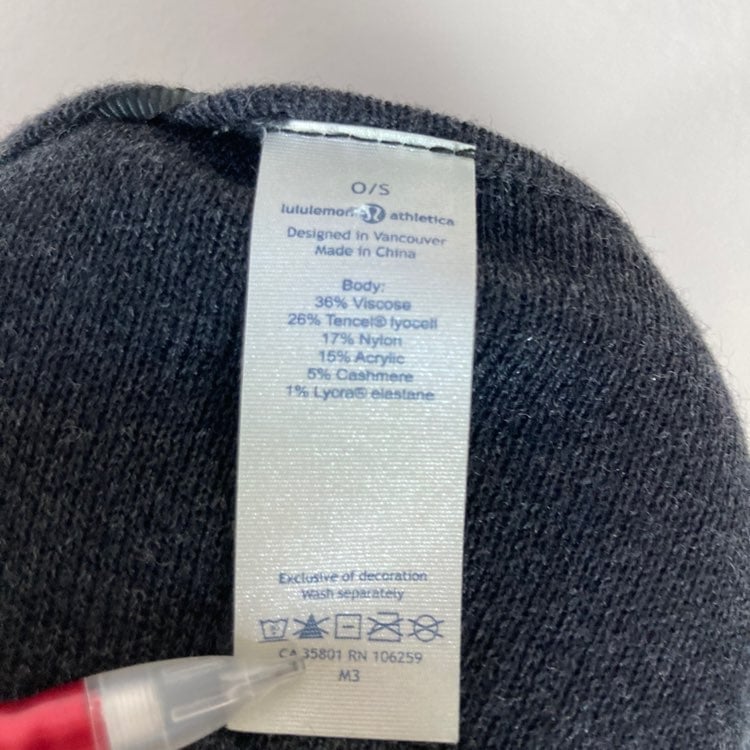 O/S
lululemon athletica
Designed in Vancouver
Made in China
Body:
36% Viscose
26% Tencel® lyocell
17% Nylon
15% Acrylic
5% Cashmere
1% Lycra® elastane
Exclusive of decoration
Wash separately
CA 35801 RN 106259
M3